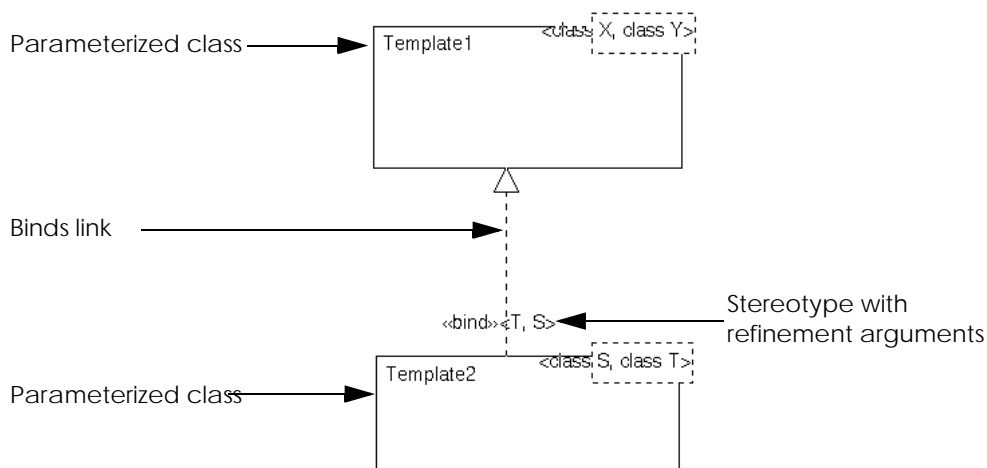 Parameterized class
Template1
<class X, class Y>
Binds link
«bind»<T, S>
Stereotype with
refinement arguments
Template2
<class S, class T>
Parameterized class